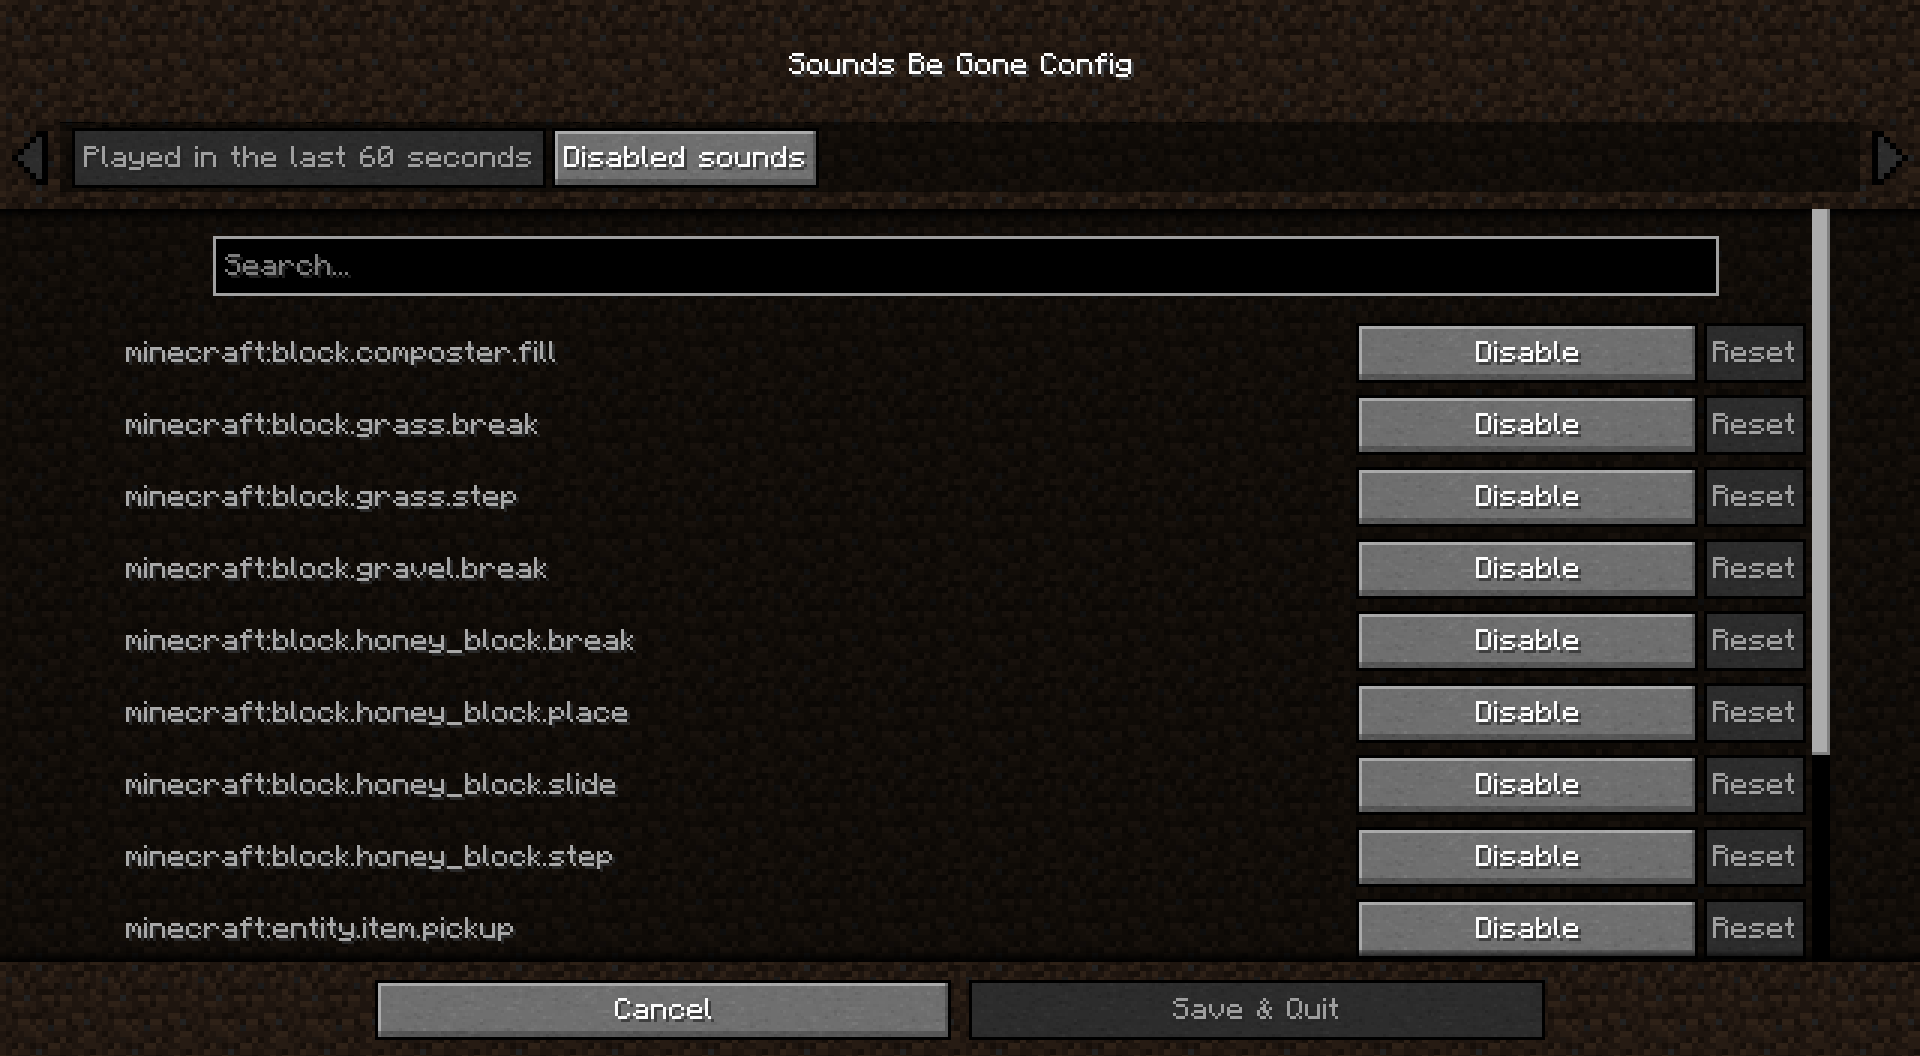 Sounds Be Gone Config
Played in the last 60 seconds Disabled sounds
Search...
minecraft:block.composter.fill Disable Reset
minecraft:block.grass.break Disable Reset
minecraft:block.grass.step Disable Reset
minecraft:block.gravel.break Disable Reset
minecraft:block.honey_block.break Disable Reset
minecraft:block.honey_block.place Disable Reset
minecraft:block.honey_block.slide Disable Reset
minecraft:block.honey_block.step Disable Reset
minecraft:entity.item.pickup Disable Reset
Cancel Save & Quit